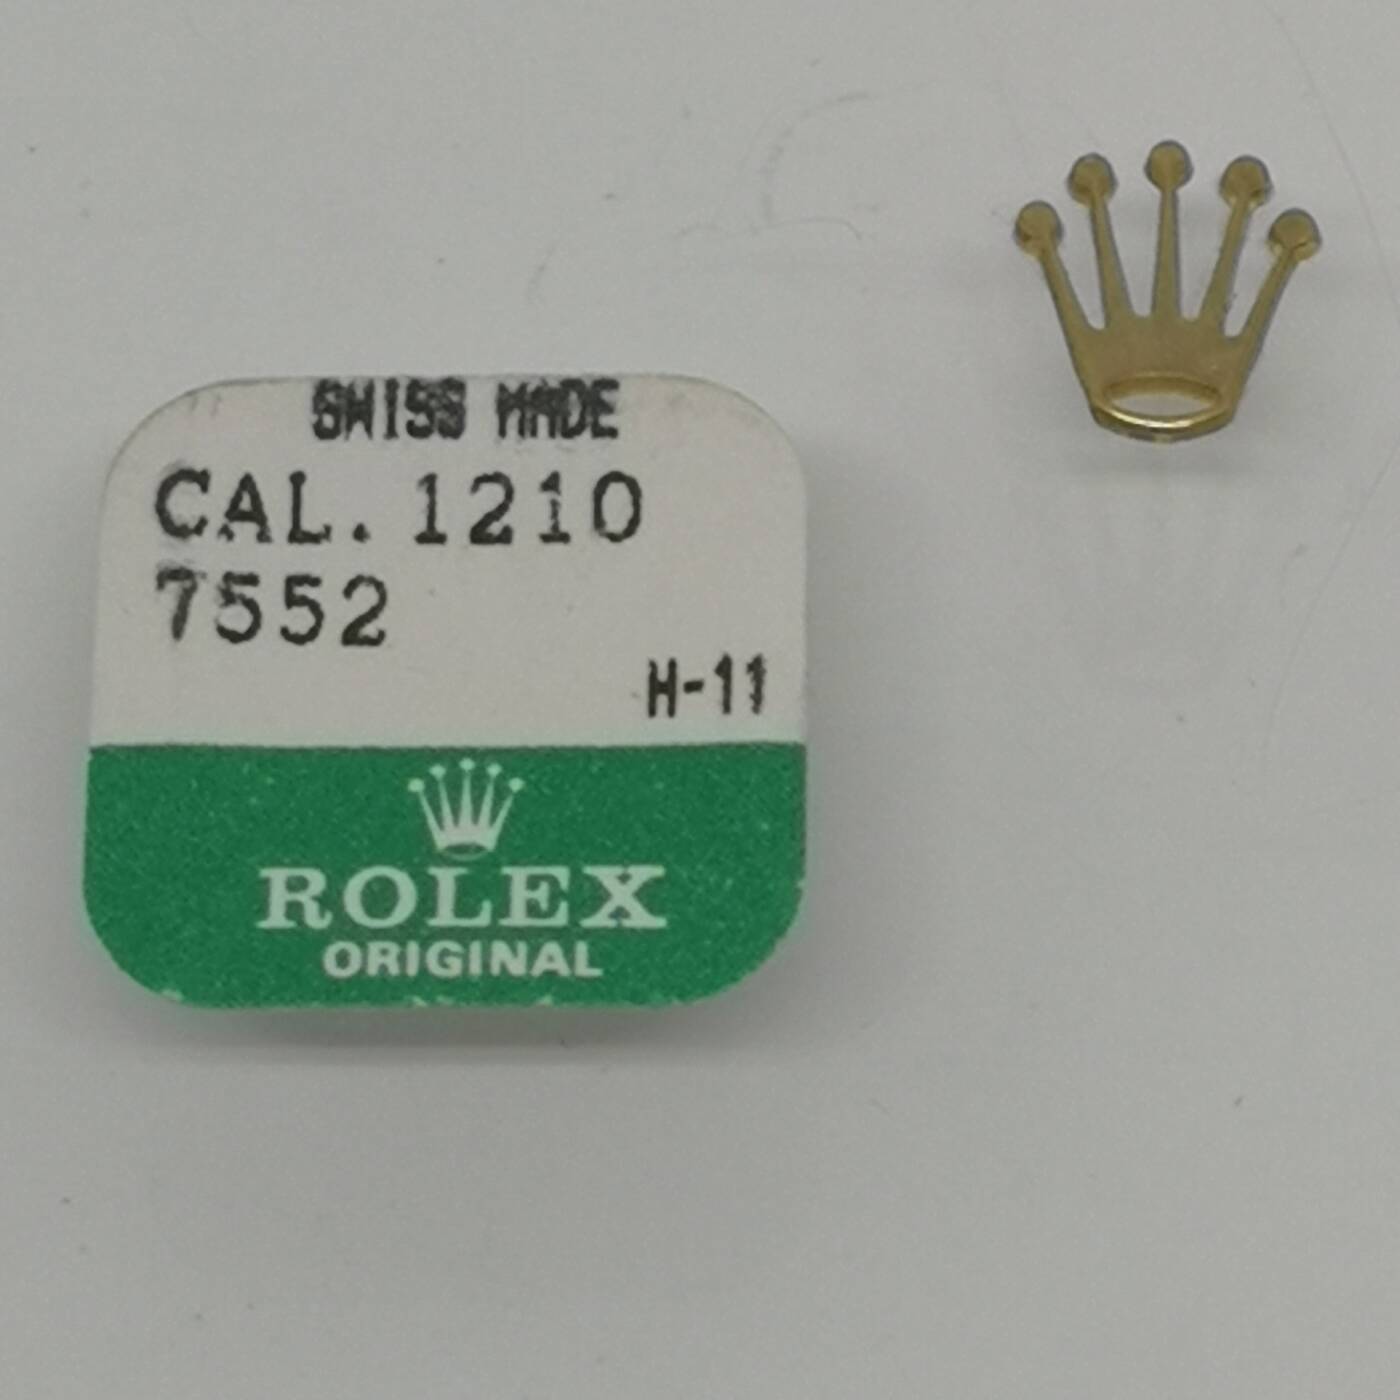 SWISS MADE
CAL. 1210
7552
H-11
ROLEX
ORIGINAL